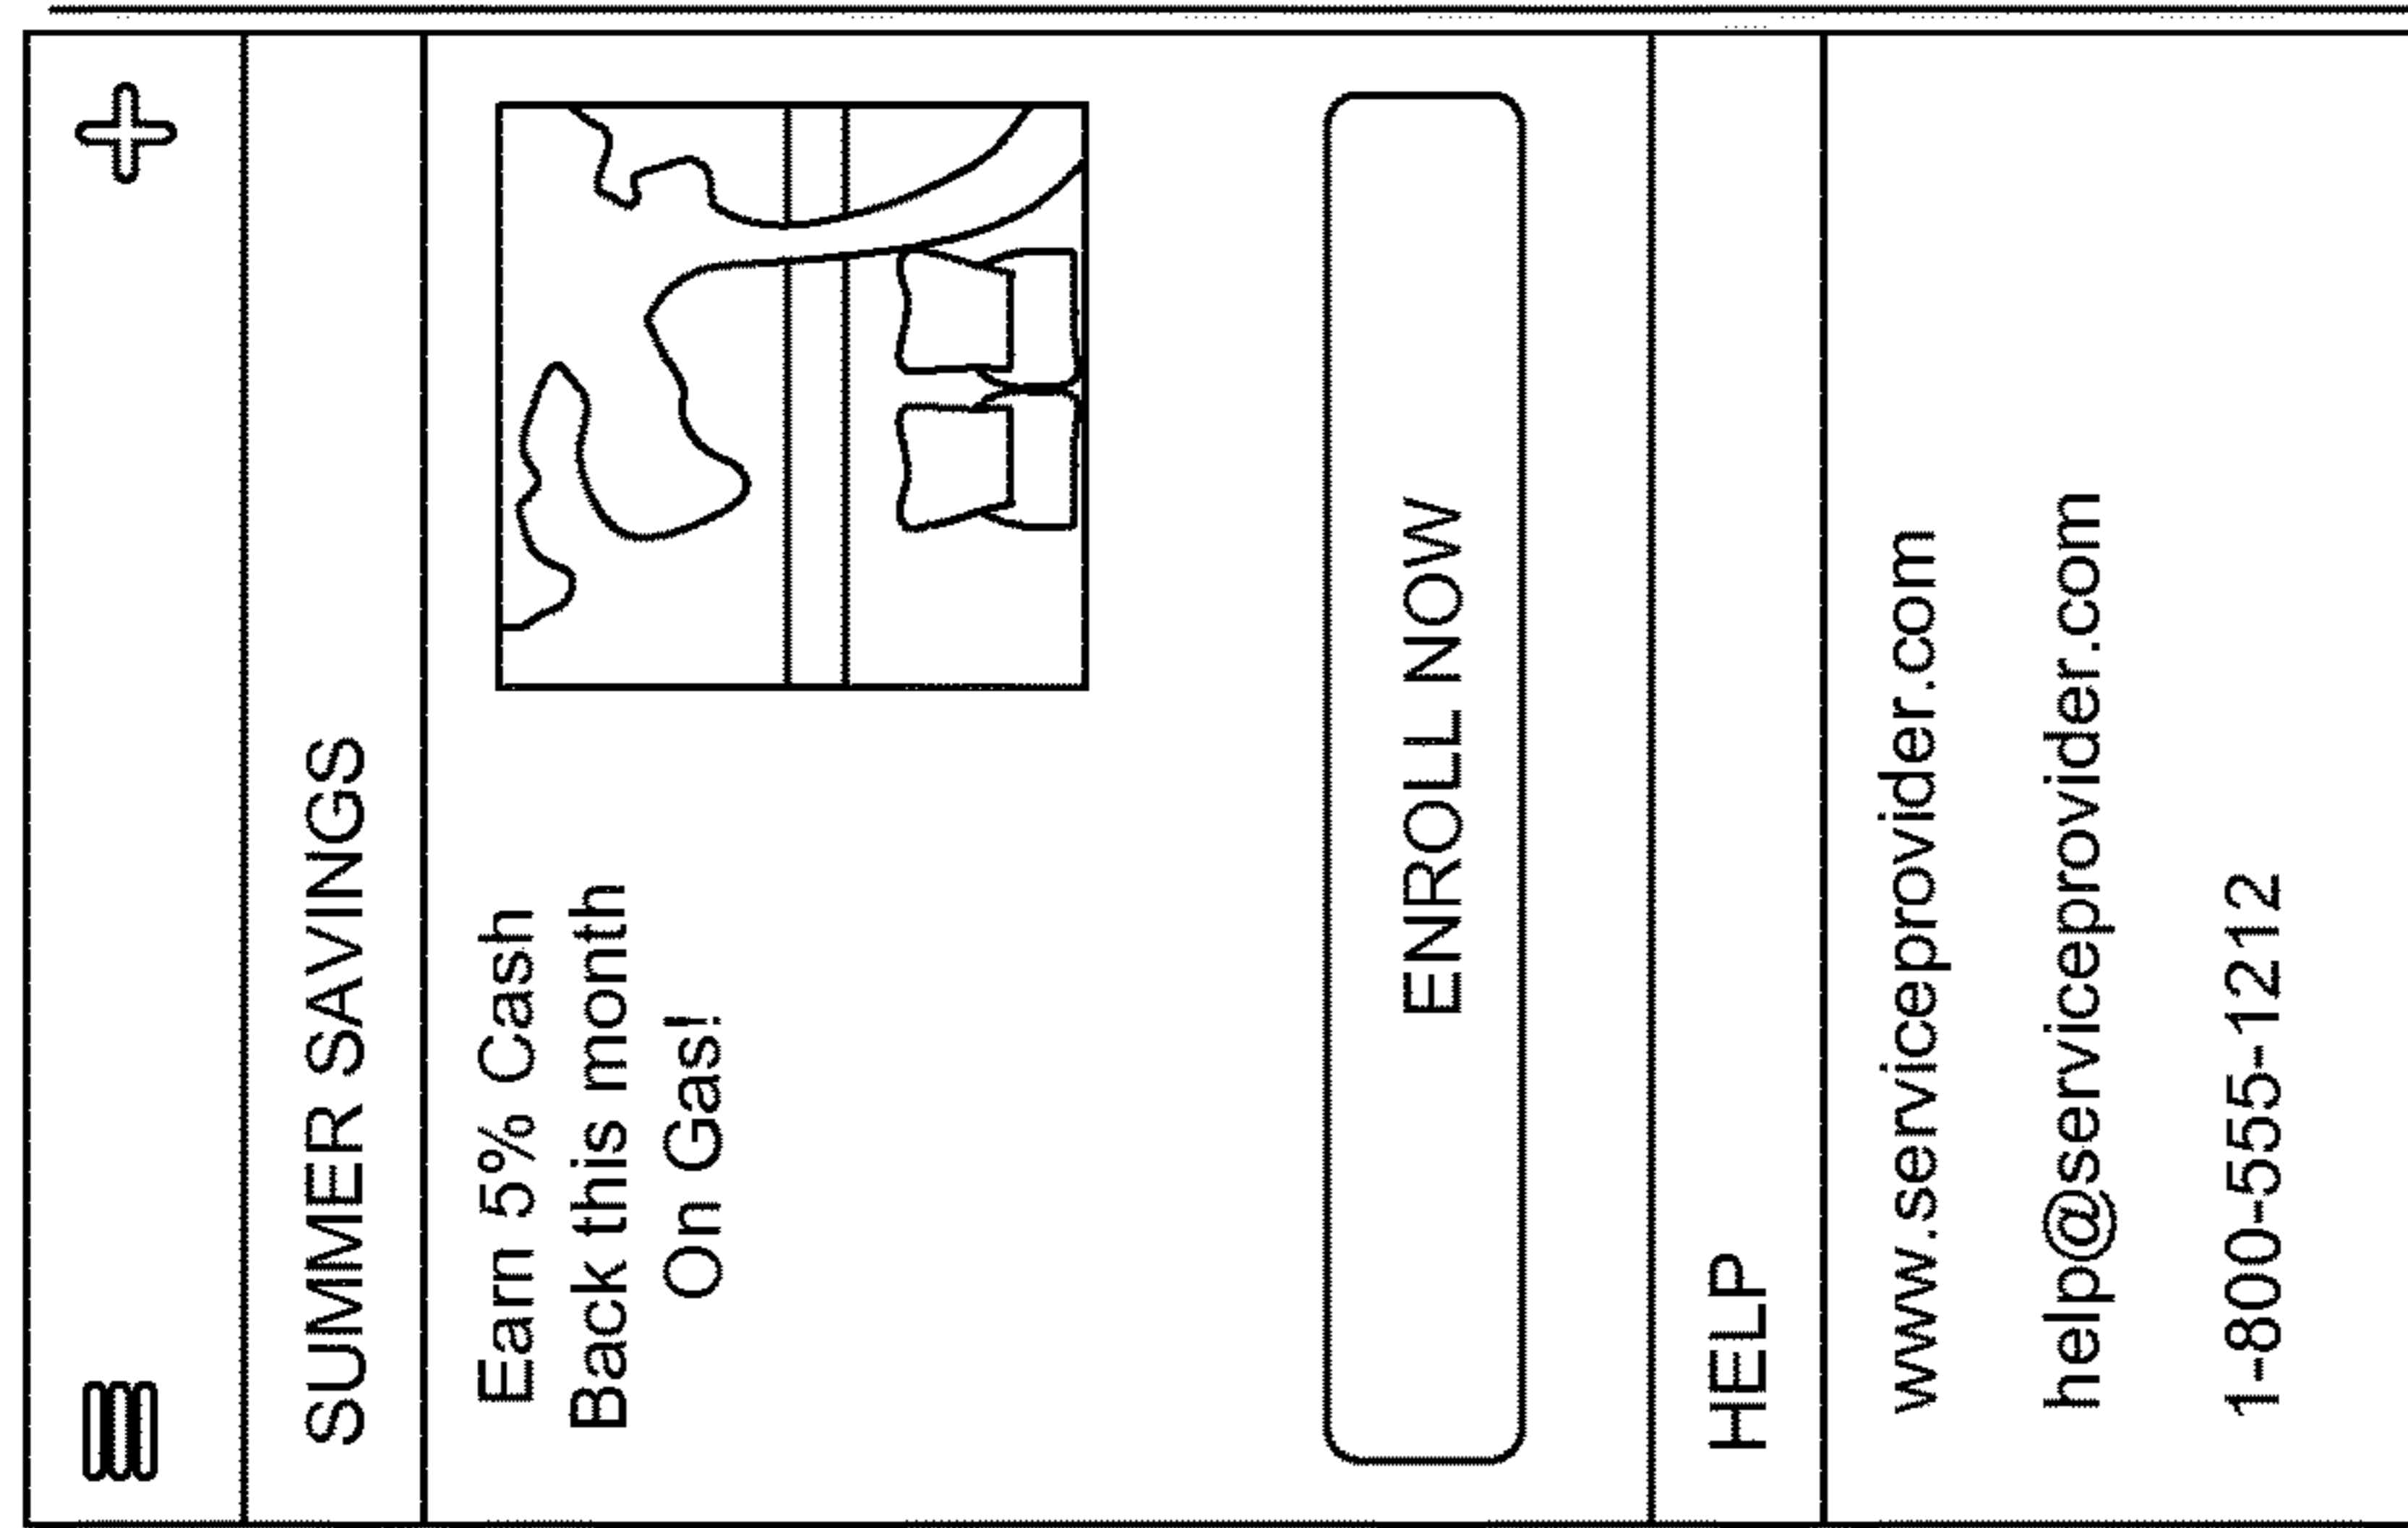 SUMMER SAVINGS
Earn 5% Cash
Back this month
On Gas!
ENROLL NOW
HELP
www.serviceprovider.com
help@serviceprovider.com
1-800-555-1212